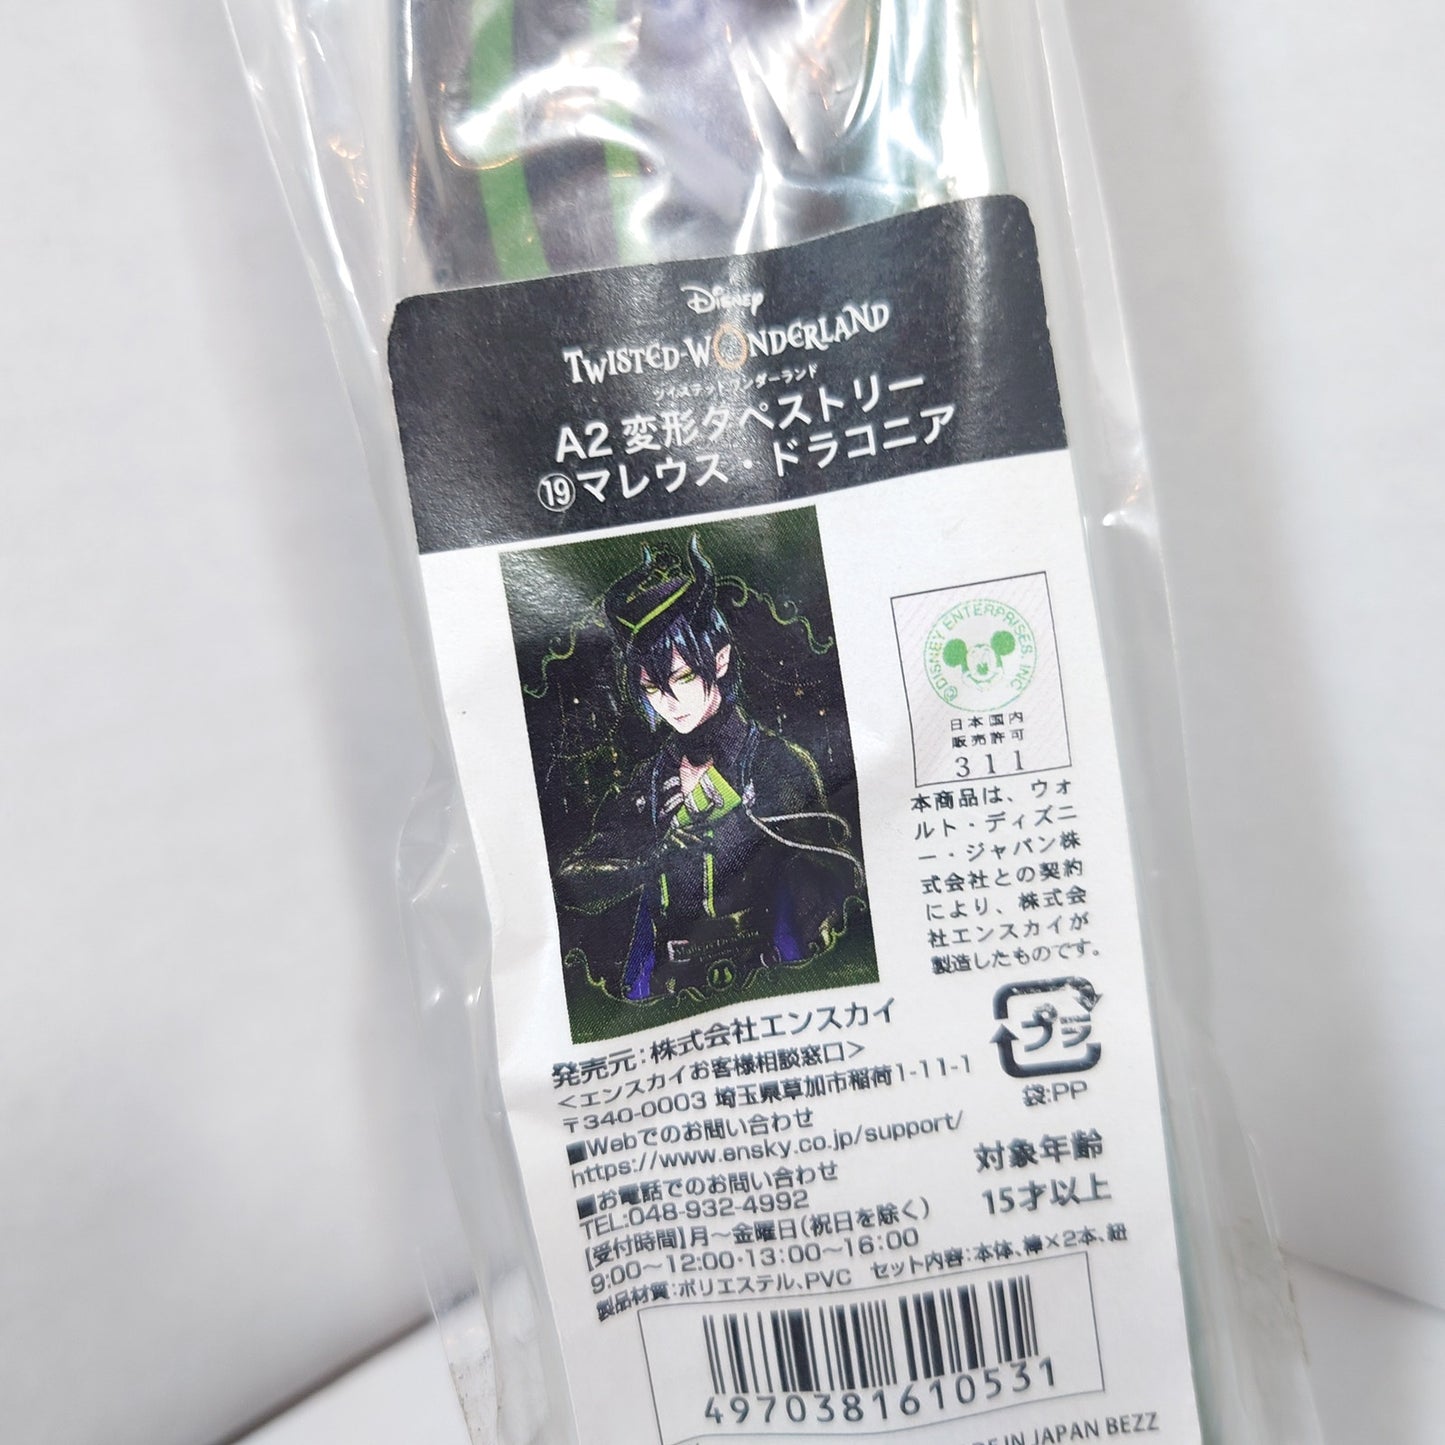 Disney
TWISTED-WONDERLAND
ツイステッドワンダーランド
A2 変形タペストリー
⑲マレウス・ドラコニア
©DISNEY ENTERPRISES, INC
日本国内
販売許可
311
本商品は、ウォ
ルト・ディズニ
ー・ジャパン株
式会社との契約
により、株式会
社エンスカイが
製造したものです。
プラ
袋:PP
対象年齢
15才以上
発売元:株式会社エンスカイ
<エンスカイお客様相談窓口>
〒340-0003 埼玉県草加市稲荷1-11-1
■Webでのお問い合わせ
https://www.ensky.co.jp/support/
■お電話でのお問い合わせ
TEL:048-932-4992
【受付時間】月～金曜日(祝日を除く)
9:00～12:00・13:00～16:00
製品材質:ポリエステル、PVC セット内容:本体、棒×2本、紐
4970381610531
IN JAPAN BEZZ